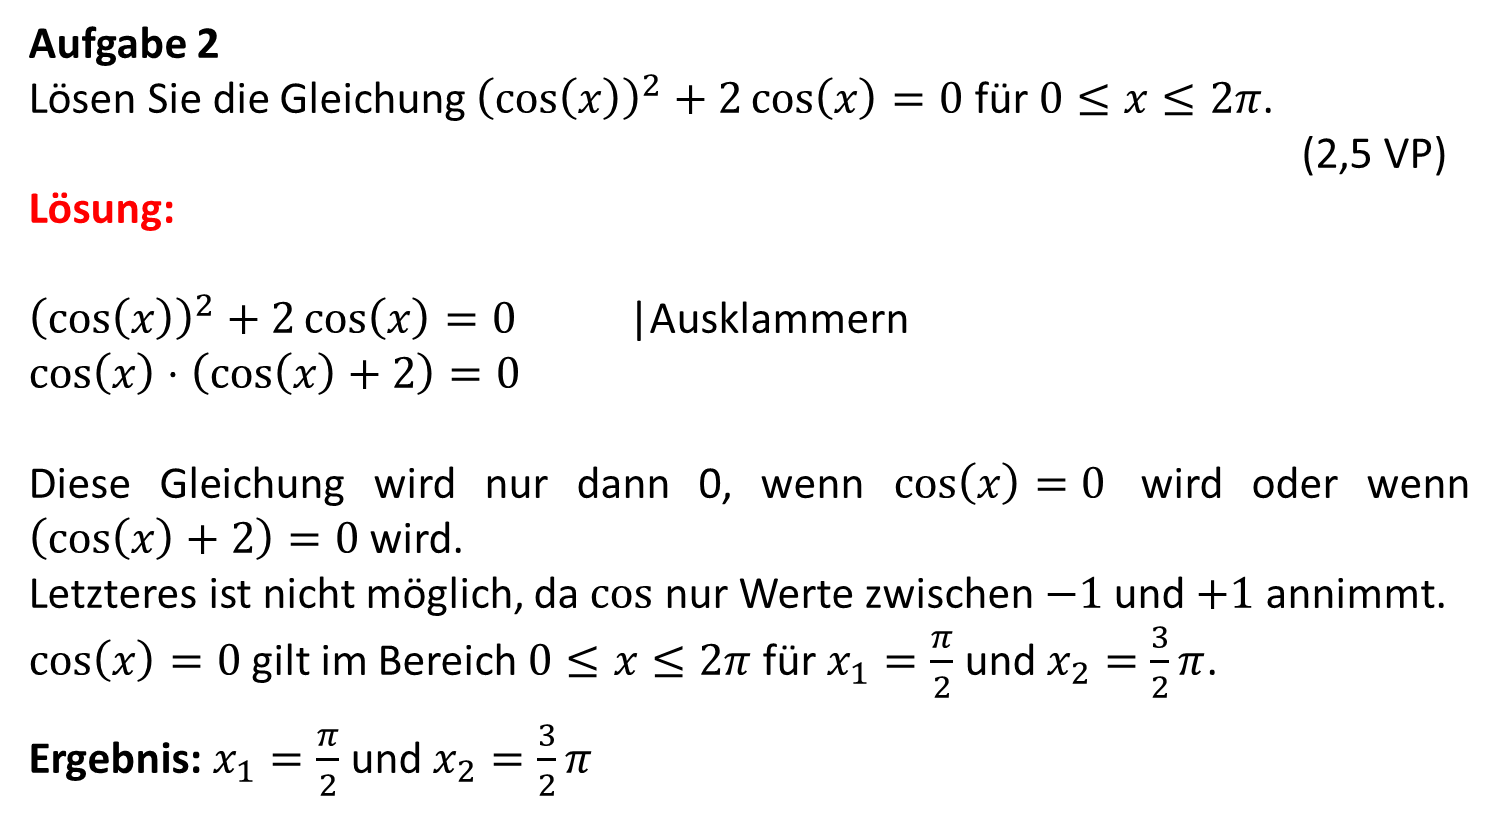 Aufgabe 2
Lösen Sie die Gleichung (cos(x))² + 2 cos(x) = 0 für 0 ≤ x ≤ 2π.
(2,5 VP)
Lösung:
(cos(x))² + 2 cos(x) = 0 |Ausklammern
cos(x) · (cos(x) + 2) = 0
Diese Gleichung wird nur dann 0, wenn cos(x) = 0 wird oder wenn
(cos(x) + 2) = 0 wird.
Letzteres ist nicht möglich, da cos nur Werte zwischen −1 und +1 annimmt.
cos(x) = 0 gilt im Bereich 0 ≤ x ≤ 2π für x₁ = π/2 und x₂ = 3/2 π.
Ergebnis: x₁ = π/2 und x₂ = 3/2 π